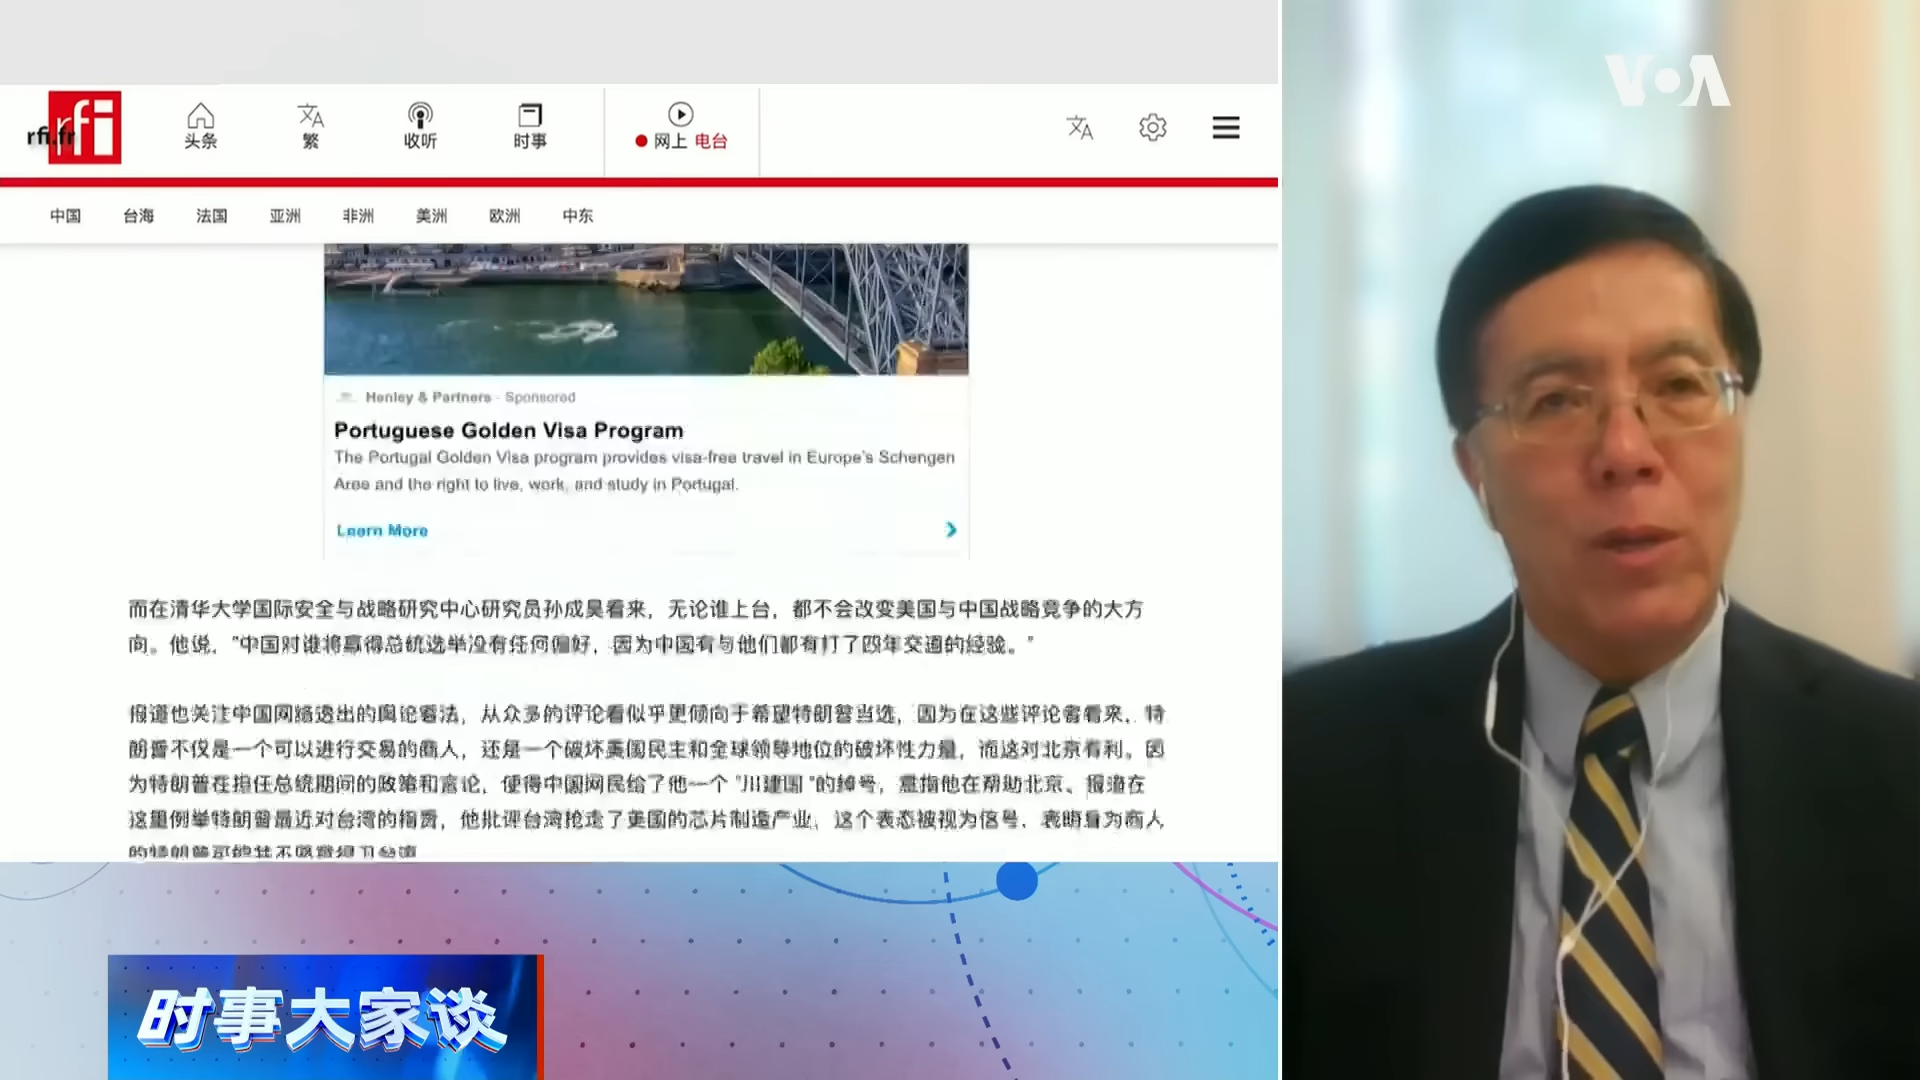 VOA
rfi.fr
rfi
头条
繁
收听
时事
网上 电台
中国 台海 法国 亚洲 非洲 美洲 欧洲 中东
Henley & Partners - Sponsored
Portuguese Golden Visa Program
The Portugal Golden Visa program provides visa-free travel in Europe's Schengen
Area and the right to live, work, and study in Portugal.
Learn More
而在清华大学国际安全与战略研究中心研究员孙成昊看来，无论谁上台，都不会改变美国与中国战略竞争的大方
向。他说，“中国对谁将赢得总统选举没有任何偏好，因为中国有与他们都有打了四年交道的经验。”
报道也关注中国网络透出的舆论看法，从众多的评论看似乎更倾向于希望特朗普当选，因为在这些评论者看来，特
朗普不仅是一个可以进行交易的商人，还是一个破坏美国民主和全球领导地位的破坏性力量，而这对北京有利。因
为特朗普在担任总统期间的政策和言论，使得中国网民给了他一个“川建国”的绰号，意指他在帮助北京。报道在
这里例举特朗普最近对台湾的指责，他批评台湾抢走了美国的芯片制造产业，这个表态被视为信号，表明身为商人
的特朗普可能并不
时事大家谈